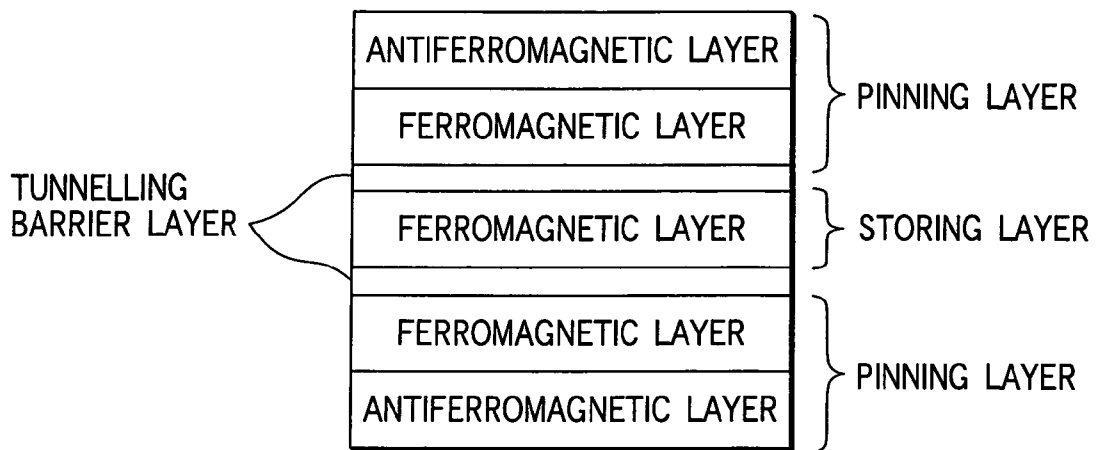 ANTIFERROMAGNETIC LAYER
FERROMAGNETIC LAYER
PINNING LAYER
TUNNELLING
BARRIER LAYER
FERROMAGNETIC LAYER
STORING LAYER
FERROMAGNETIC LAYER
ANTIFERROMAGNETIC LAYER
PINNING LAYER